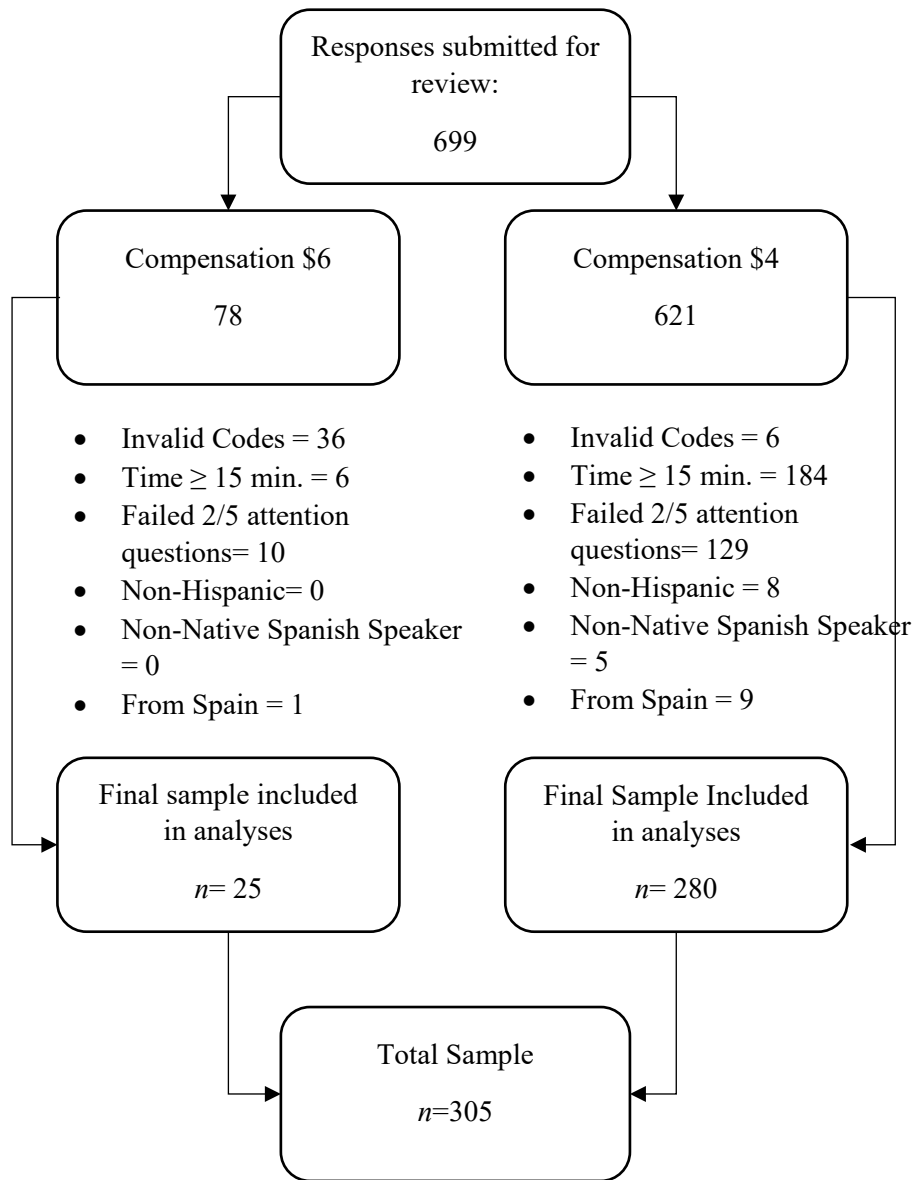 Responses submitted for
review:
699
Compensation $6
78
Compensation $4
621
• Invalid Codes = 36
• Time ≥ 15 min. = 6
• Failed 2/5 attention
questions= 10
• Non-Hispanic= 0
• Non-Native Spanish Speaker
= 0
• From Spain = 1
• Invalid Codes = 6
• Time ≥ 15 min. = 184
• Failed 2/5 attention
questions= 129
• Non-Hispanic = 8
• Non-Native Spanish Speaker
= 5
• From Spain = 9
Final sample included
in analyses
n= 25
Final Sample Included
in analyses
n= 280
Total Sample
n=305